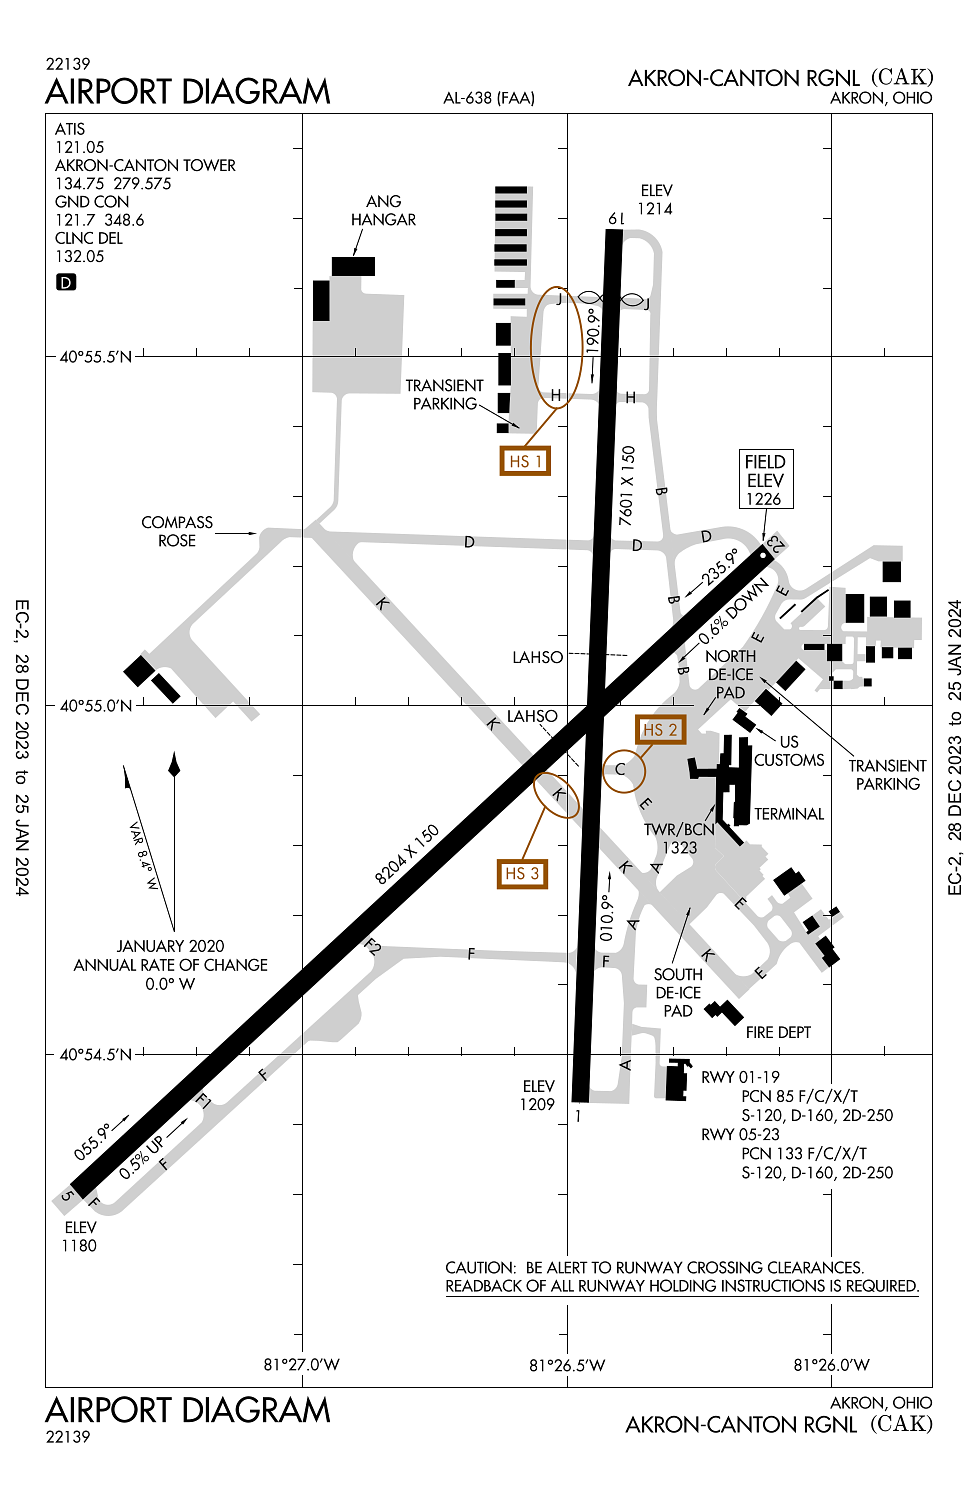 22139
AIRPORT DIAGRAM
AL-638 (FAA)
AKRON-CANTON RGNL (CAK)
AKRON, OHIO
ATIS
121.05
AKRON-CANTON TOWER
134.75 279.575
GND CON
121.7 348.6
CLNC DEL
132.05
D
ANG
HANGAR
ELEV
1214
19
J
J
190.9°
40°55.5'N
TRANSIENT
PARKING
H
H
HS 1
7601 X 150
FIELD
ELEV
1226
B
COMPASS
ROSE
D
D
D
23
235.9°
K
B
E
0.6% DOWN
E
LAHSO
NORTH
DE-ICE
PAD
B
40°55.0'N
LAHSO
K
HS 2
US
CUSTOMS
TRANSIENT
PARKING
C
K
E
TERMINAL
TWR/BCN
1323
VAR 8.4° W
8204 X 150
HS 3
K
A
E
010.9°
A
JANUARY 2020
ANNUAL RATE OF CHANGE
0.0° W
F2
F
F
K
E
SOUTH
DE-ICE
PAD
FIRE DEPT
40°54.5'N
F
A
ELEV
1209
1
RWY 01-19
PCN 85 F/C/X/T
S-120, D-160, 2D-250
RWY 05-23
PCN 133 F/C/X/T
S-120, D-160, 2D-250
F1
055.9°
0.5% UP
F
5
F
ELEV
1180
CAUTION: BE ALERT TO RUNWAY CROSSING CLEARANCES.
READBACK OF ALL RUNWAY HOLDING INSTRUCTIONS IS REQUIRED.
81°27.0'W
81°26.5'W
81°26.0'W
EC-2, 28 DEC 2023 to 25 JAN 2024
EC-2, 28 DEC 2023 to 25 JAN 2024
AIRPORT DIAGRAM
22139
AKRON, OHIO
AKRON-CANTON RGNL (CAK)